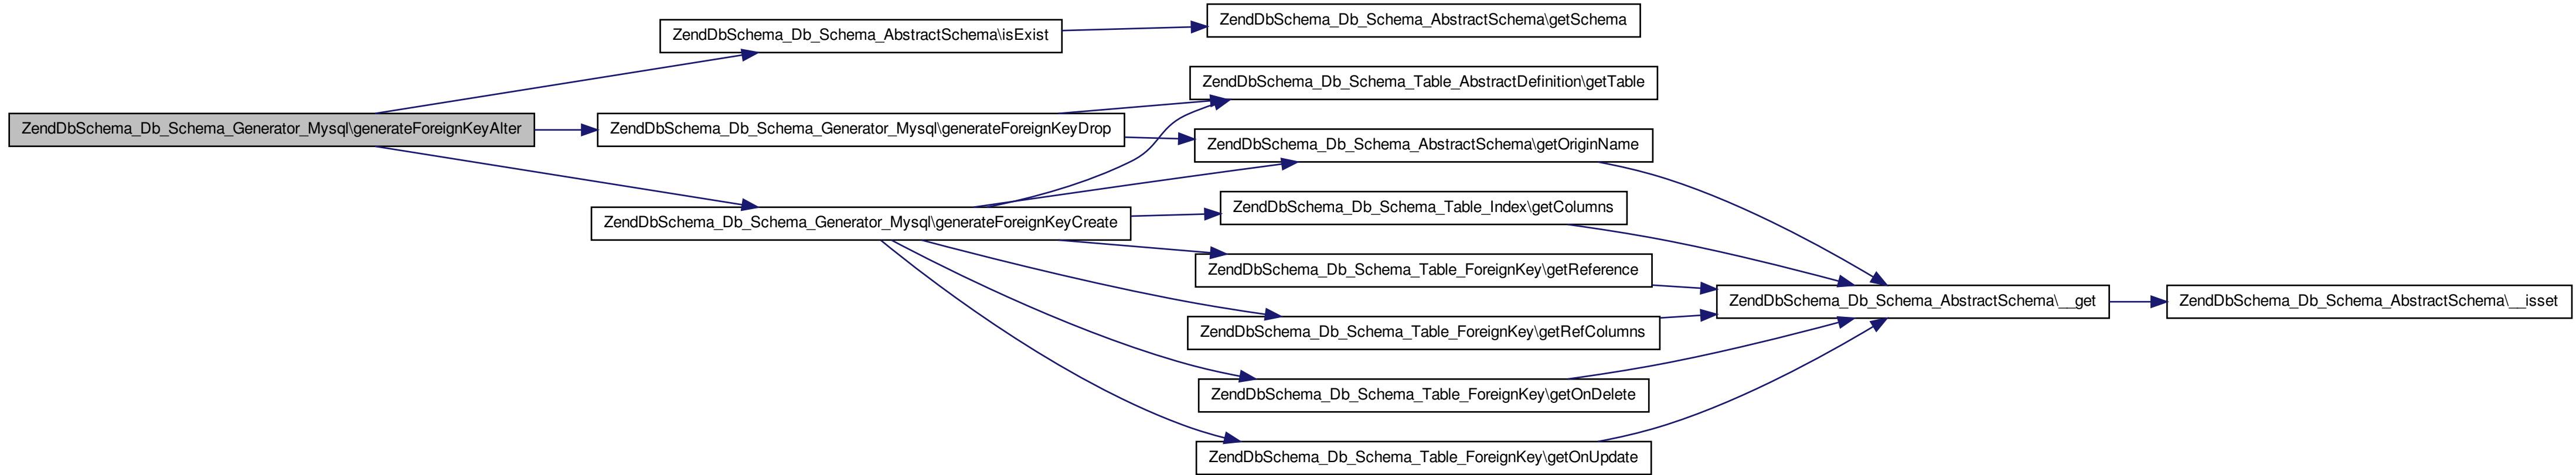 ZendDbSchema_Db_Schema_Generator_Mysql\generateForeignKeyAlter
ZendDbSchema_Db_Schema_AbstractSchema\isExist
ZendDbSchema_Db_Schema_Generator_Mysql\generateForeignKeyDrop
ZendDbSchema_Db_Schema_Generator_Mysql\generateForeignKeyCreate
ZendDbSchema_Db_Schema_AbstractSchema\getSchema
ZendDbSchema_Db_Schema_Table_AbstractDefinition\getTable
ZendDbSchema_Db_Schema_AbstractSchema\getOriginName
ZendDbSchema_Db_Schema_Table_Index\getColumns
ZendDbSchema_Db_Schema_Table_ForeignKey\getReference
ZendDbSchema_Db_Schema_Table_ForeignKey\getRefColumns
ZendDbSchema_Db_Schema_Table_ForeignKey\getOnDelete
ZendDbSchema_Db_Schema_Table_ForeignKey\getOnUpdate
ZendDbSchema_Db_Schema_AbstractSchema\__get
ZendDbSchema_Db_Schema_AbstractSchema\__isset